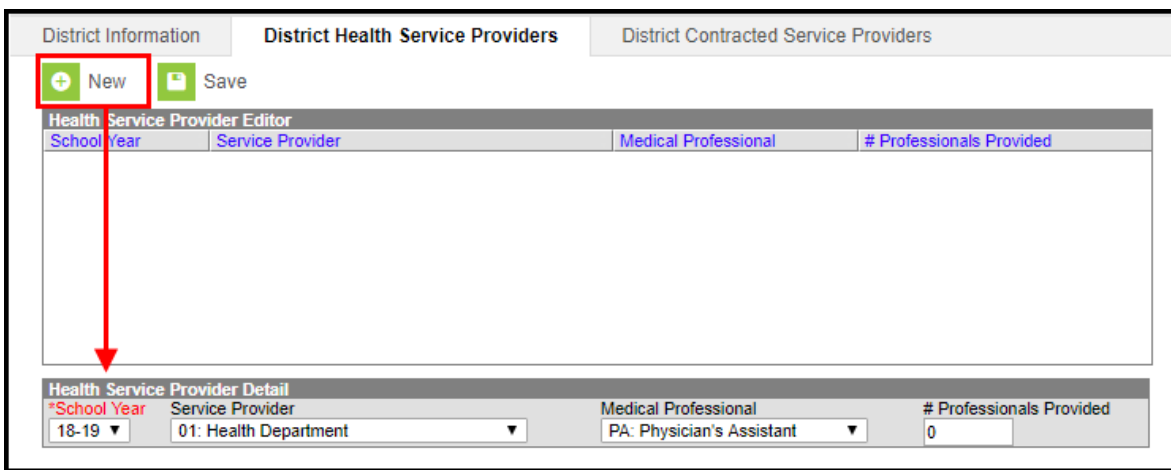 District Information District Health Service Providers District Contracted Service Providers
New Save
Health Service Provider Editor
School Year Service Provider Medical Professional # Professionals Provided
Health Service Provider Detail
*School Year Service Provider Medical Professional # Professionals Provided
18-19 01: Health Department PA: Physician's Assistant 0